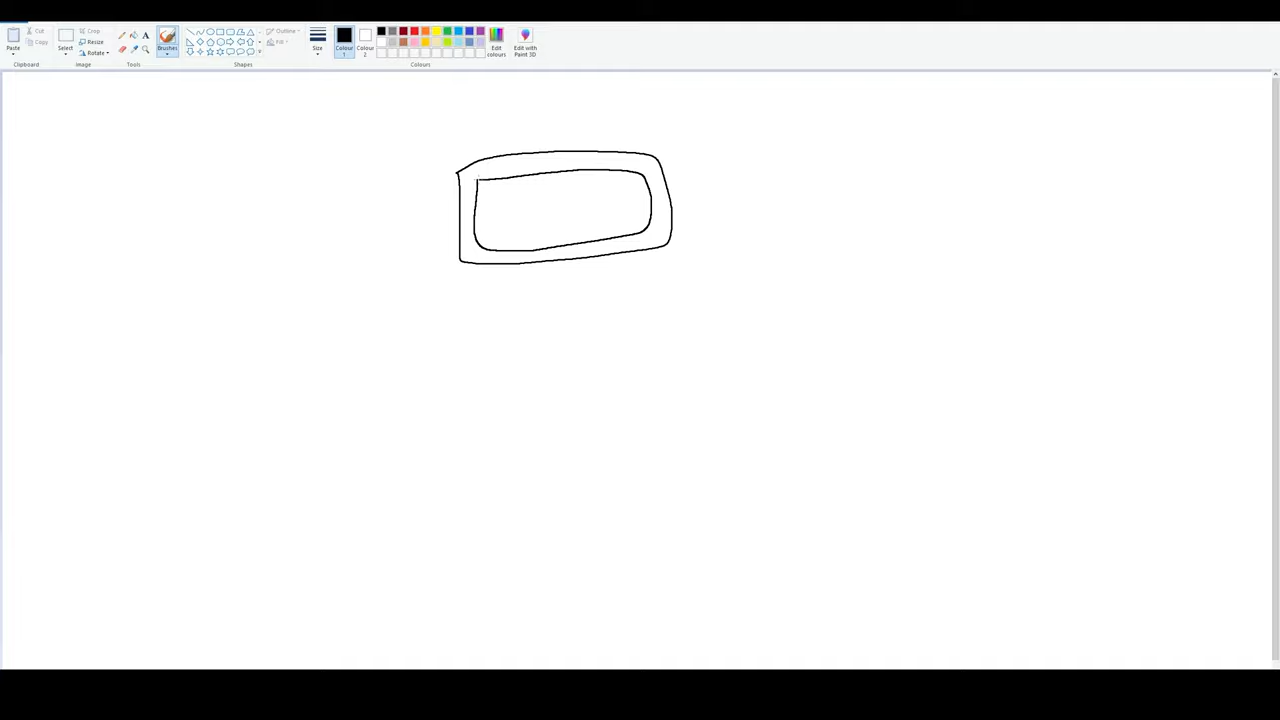 Cut
Copy
Paste
Clipboard
Crop
Resize
Rotate
Select
Image
A
Tools
Brushes
Outline
Fill
Shapes
Size
Colour
1
Colour
2
Edit
colours
Edit with
Paint 3D
Colours